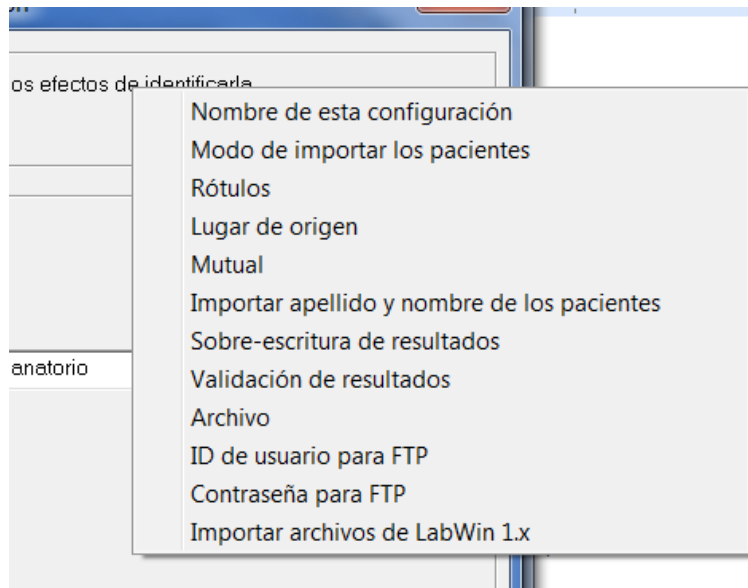 os efectos de identificarla
Nombre de esta configuración
Modo de importar los pacientes
Rótulos
Lugar de origen
Mutual
Importar apellido y nombre de los pacientes
Sobre-escritura de resultados
anatorio
Validación de resultados
Archivo
ID de usuario para FTP
Contraseña para FTP
Importar archivos de LabWin 1.x